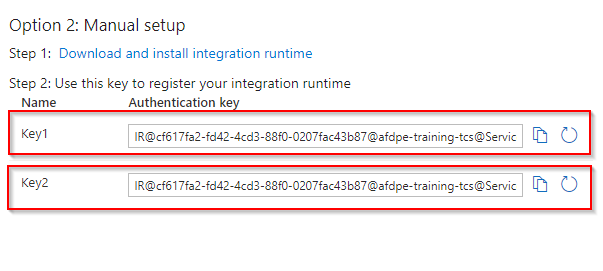 Option 2: Manual setup
Step 1: Download and install integration runtime
Step 2: Use this key to register your integration runtime
Name Authentication key
Key1 IR@cf617fa2-fd42-4cd3-88f0-0207fac43b87@afdpe-training-tcs@Servic
Key2 IR@cf617fa2-fd42-4cd3-88f0-0207fac43b87@afdpe-training-tcs@Servic